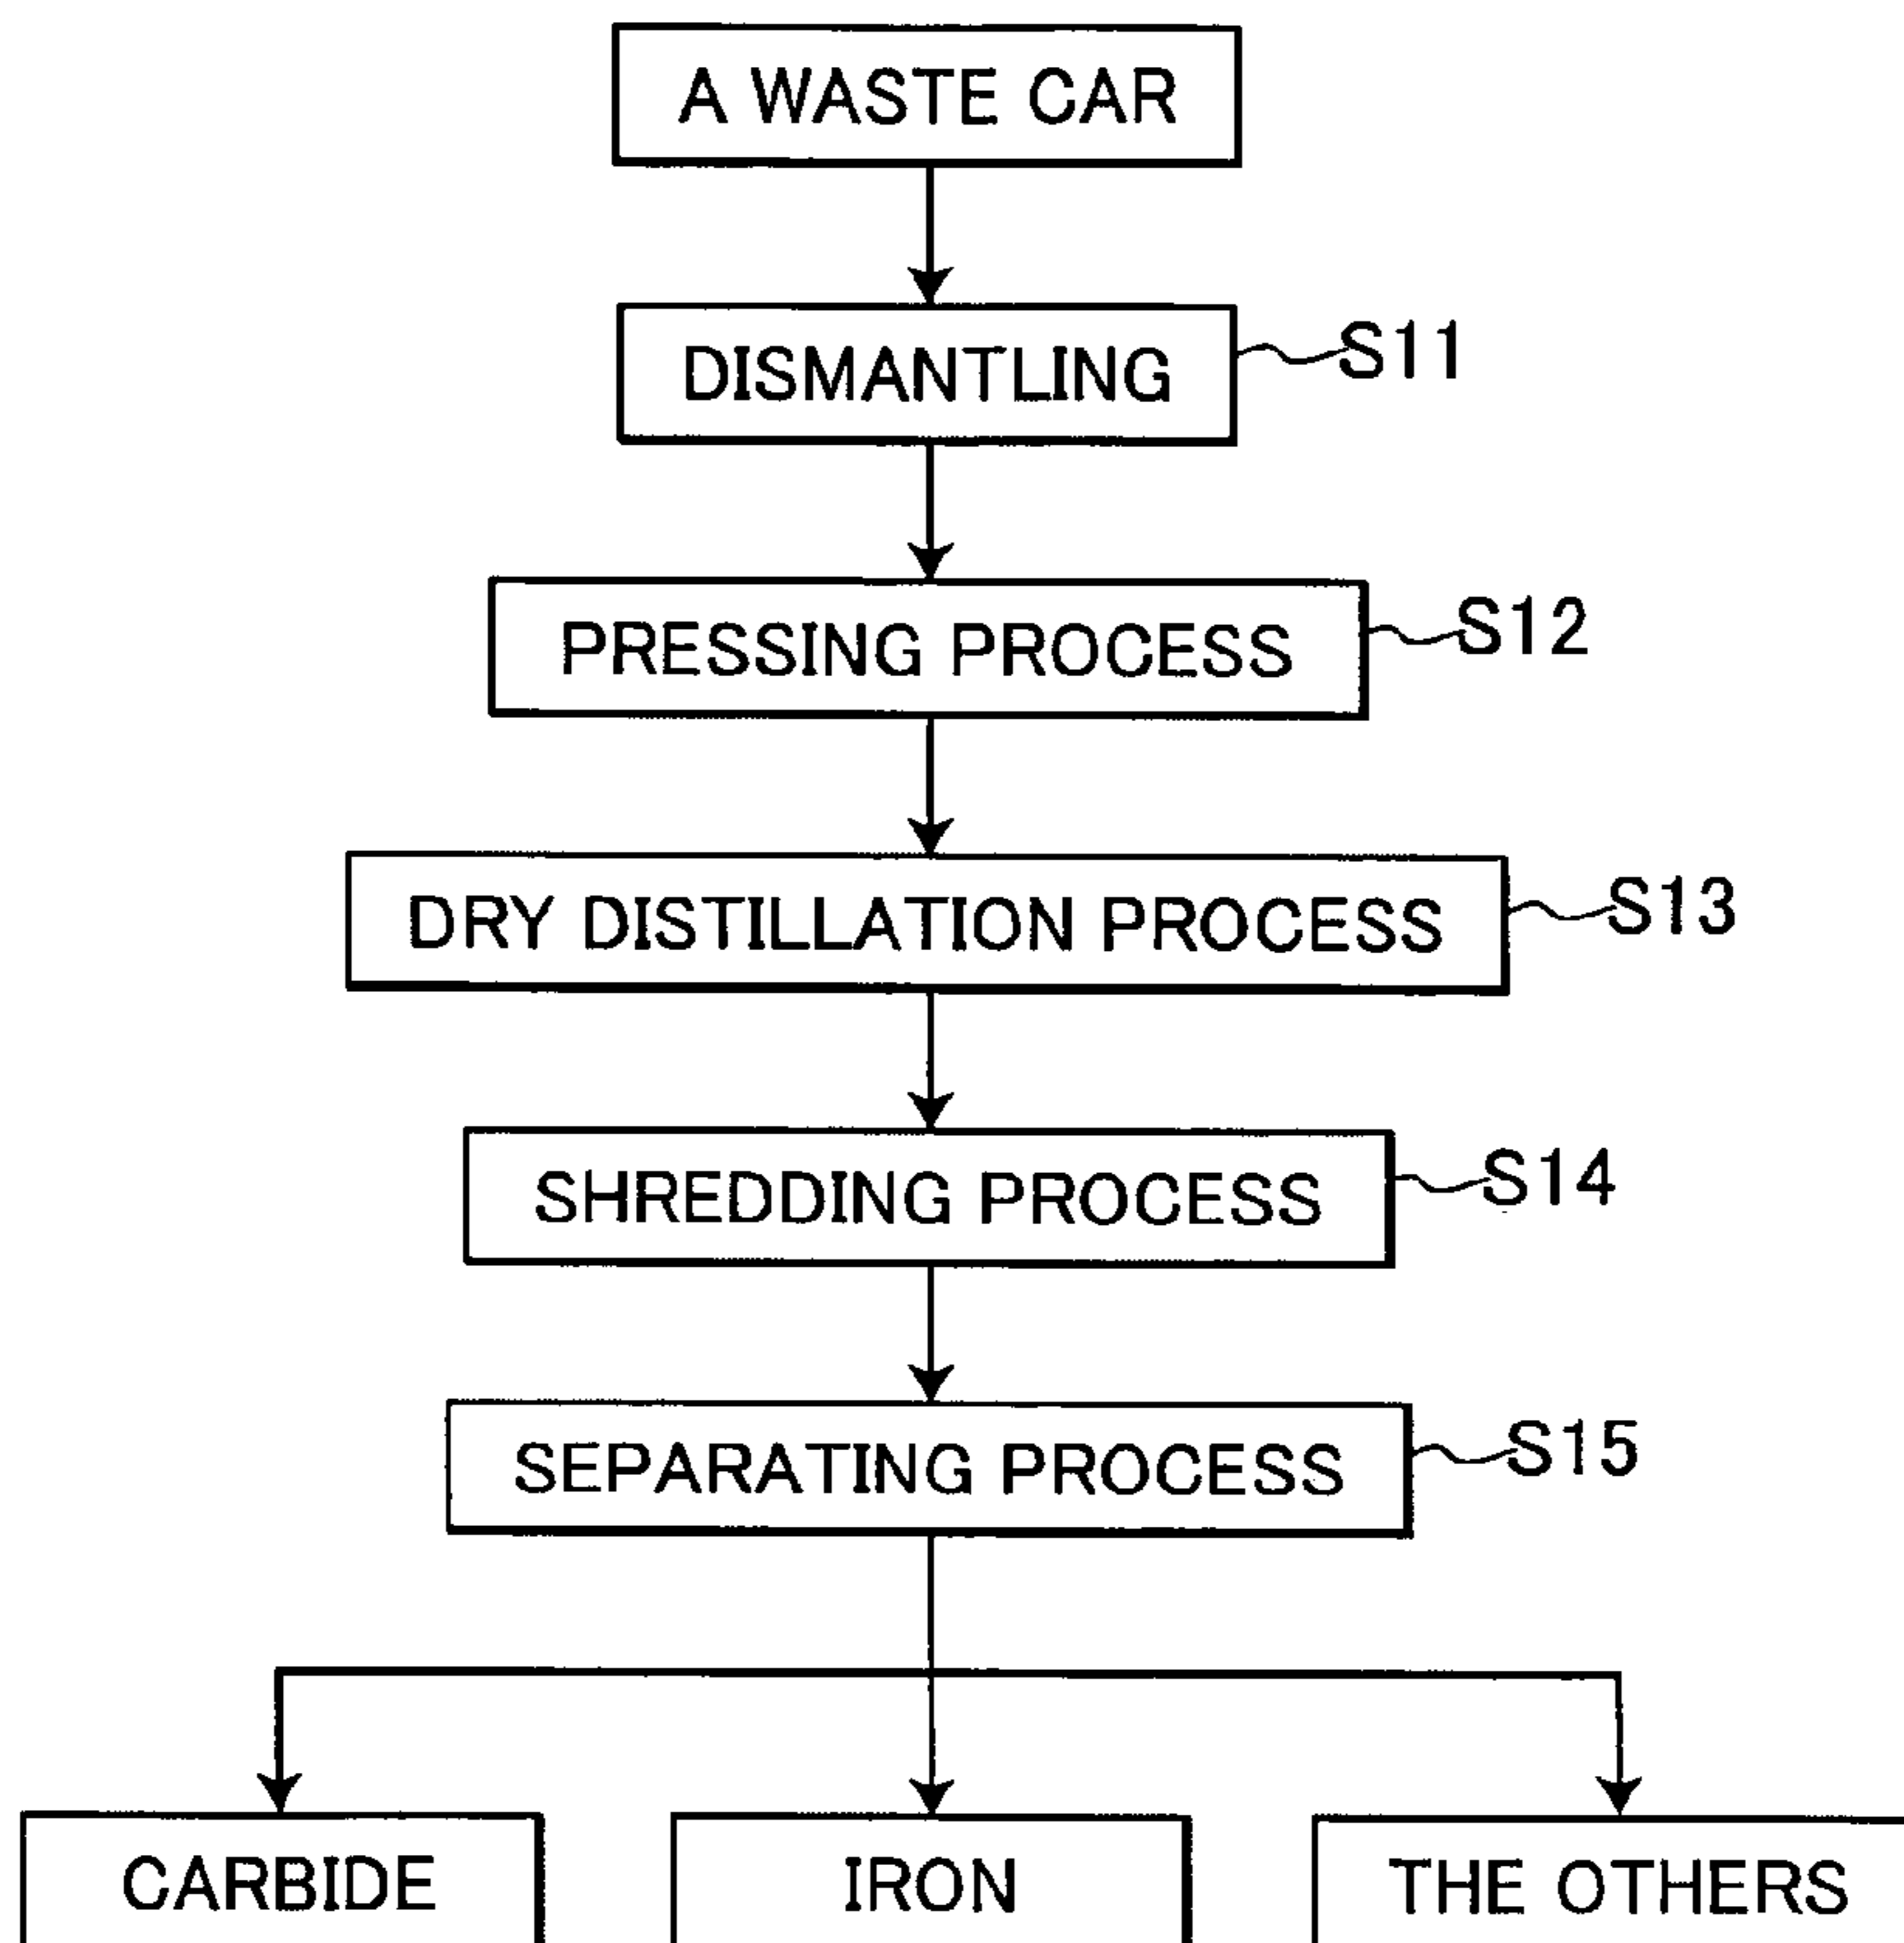 A WASTE CAR
DISMANTLING
S11
PRESSING PROCESS
S12
DRY DISTILLATION PROCESS
S13
SHREDDING PROCESS
S14
SEPARATING PROCESS
S15
CARBIDE
IRON
THE OTHERS